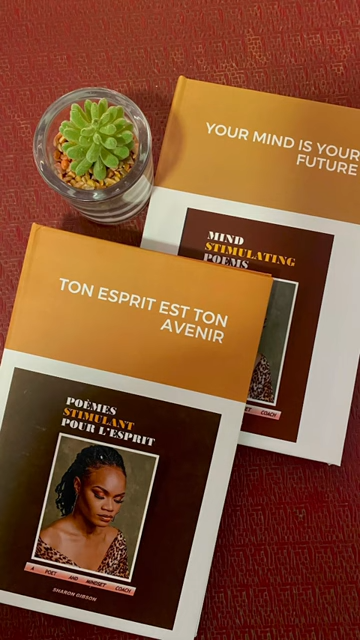 YOUR MIND IS YOUR
FUTURE
MIND
STIMULATING
POEMS
COACH
TON ESPRIT EST TON
AVENIR
POÈMES
STIMULANT
POUR L'ESPRIT
A POET AND MINDSET COACH
SHARON GIBSON